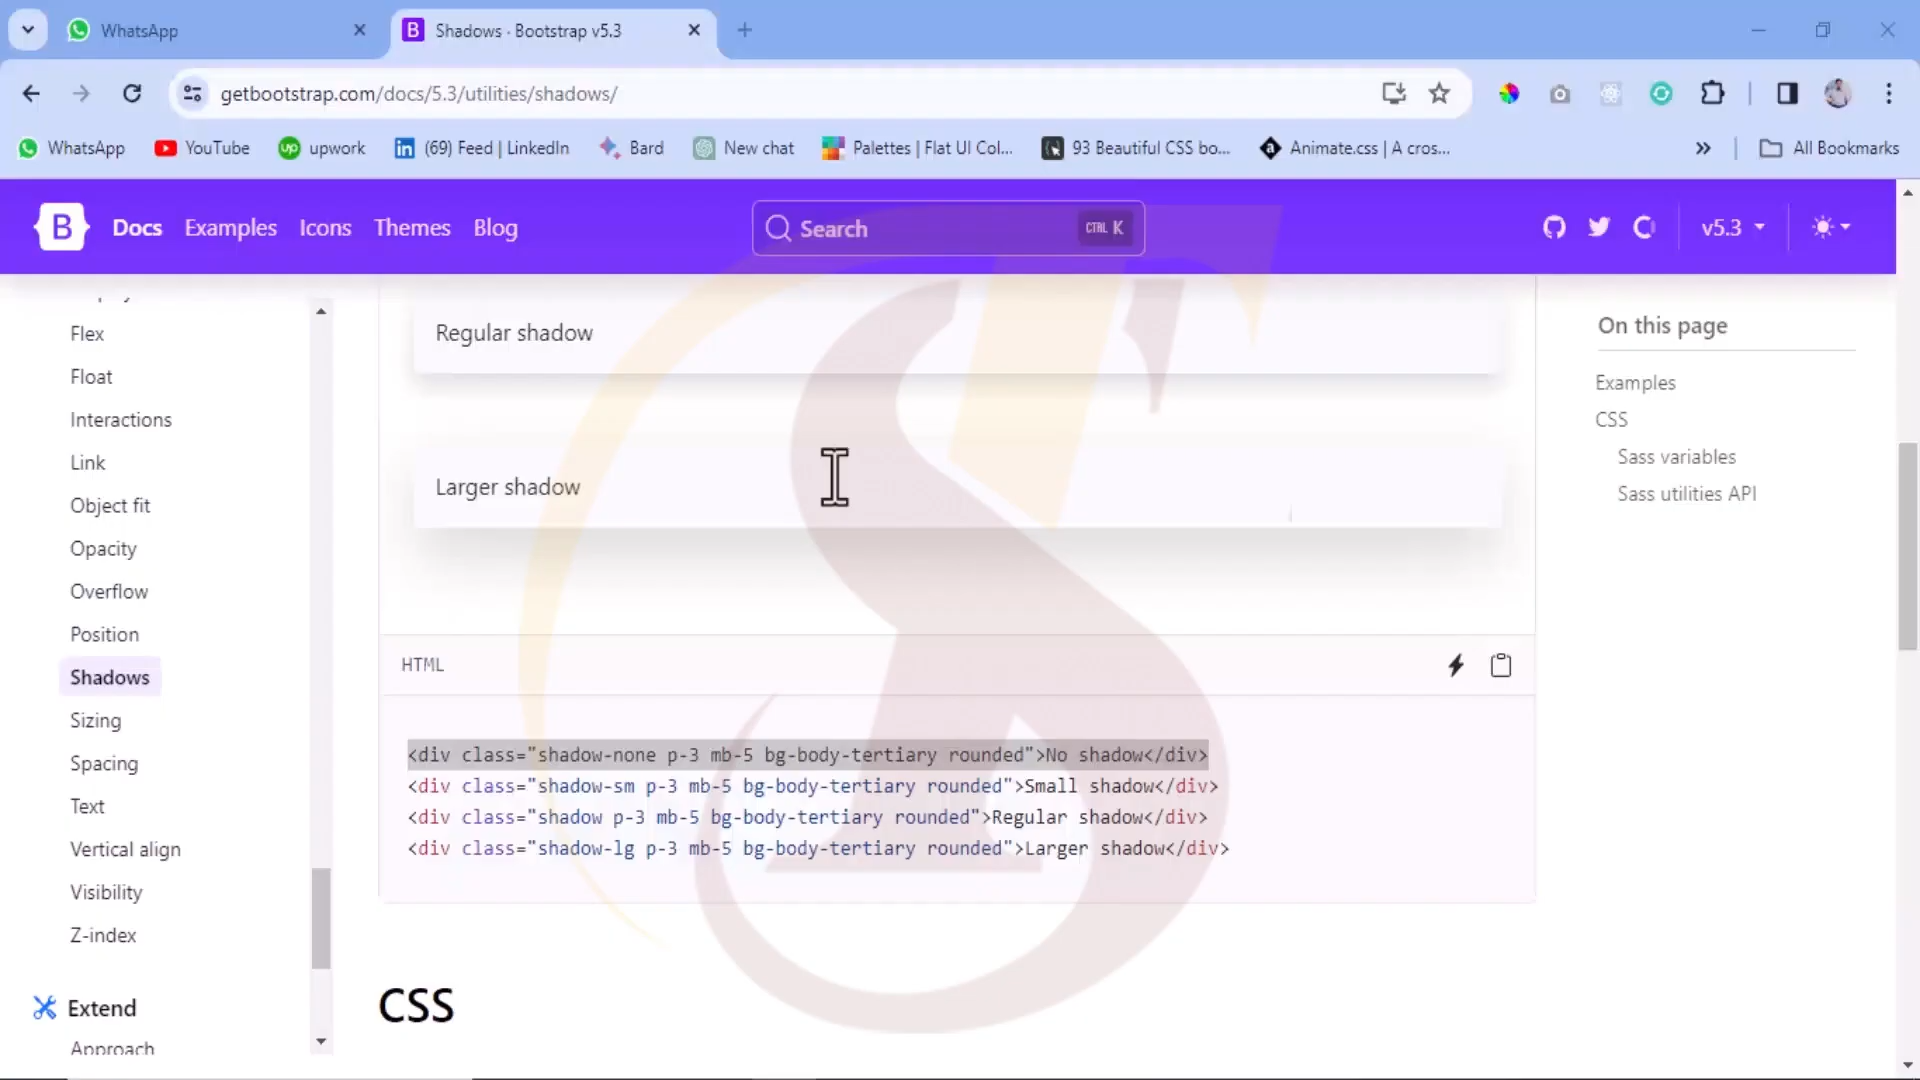 WhatsApp
Shadows · Bootstrap v5.3
getbootstrap.com/docs/5.3/utilities/shadows/
WhatsApp
YouTube
upwork
(69) Feed | LinkedIn
Bard
New chat
Palettes | Flat UI Col...
93 Beautiful CSS bo...
Animate.css | A cros...
All Bookmarks
Docs
Examples
Icons
Themes
Blog
Search
CTRL K
v5.3
Flex
Float
Interactions
Link
Object fit
Opacity
Overflow
Position
Shadows
Sizing
Spacing
Text
Vertical align
Visibility
Z-index
Extend
Approach
Regular shadow
Larger shadow
HTML
<div class="shadow-none p-3 mb-5 bg-body-tertiary rounded">No shadow</div>
<div class="shadow-sm p-3 mb-5 bg-body-tertiary rounded">Small shadow</div>
<div class="shadow p-3 mb-5 bg-body-tertiary rounded">Regular shadow</div>
<div class="shadow-lg p-3 mb-5 bg-body-tertiary rounded">Larger shadow</div>
CSS
On this page
Examples
CSS
Sass variables
Sass utilities API